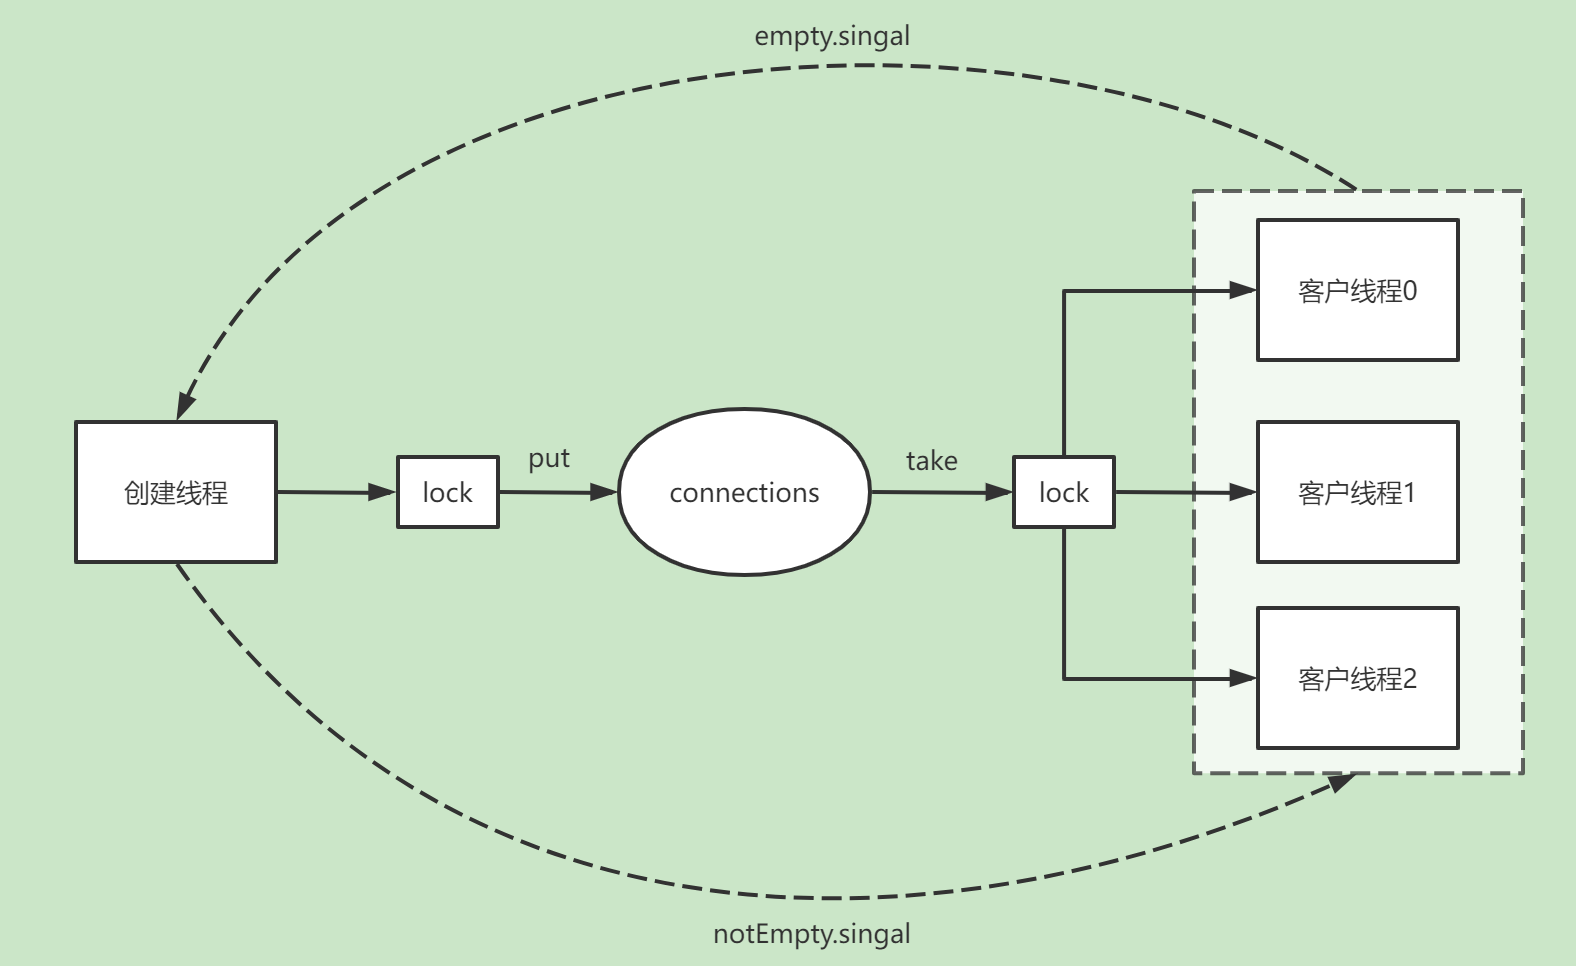 empty.singal
客户线程0
创建线程
lock
put
connections
take
lock
客户线程1
客户线程2
notEmpty.singal